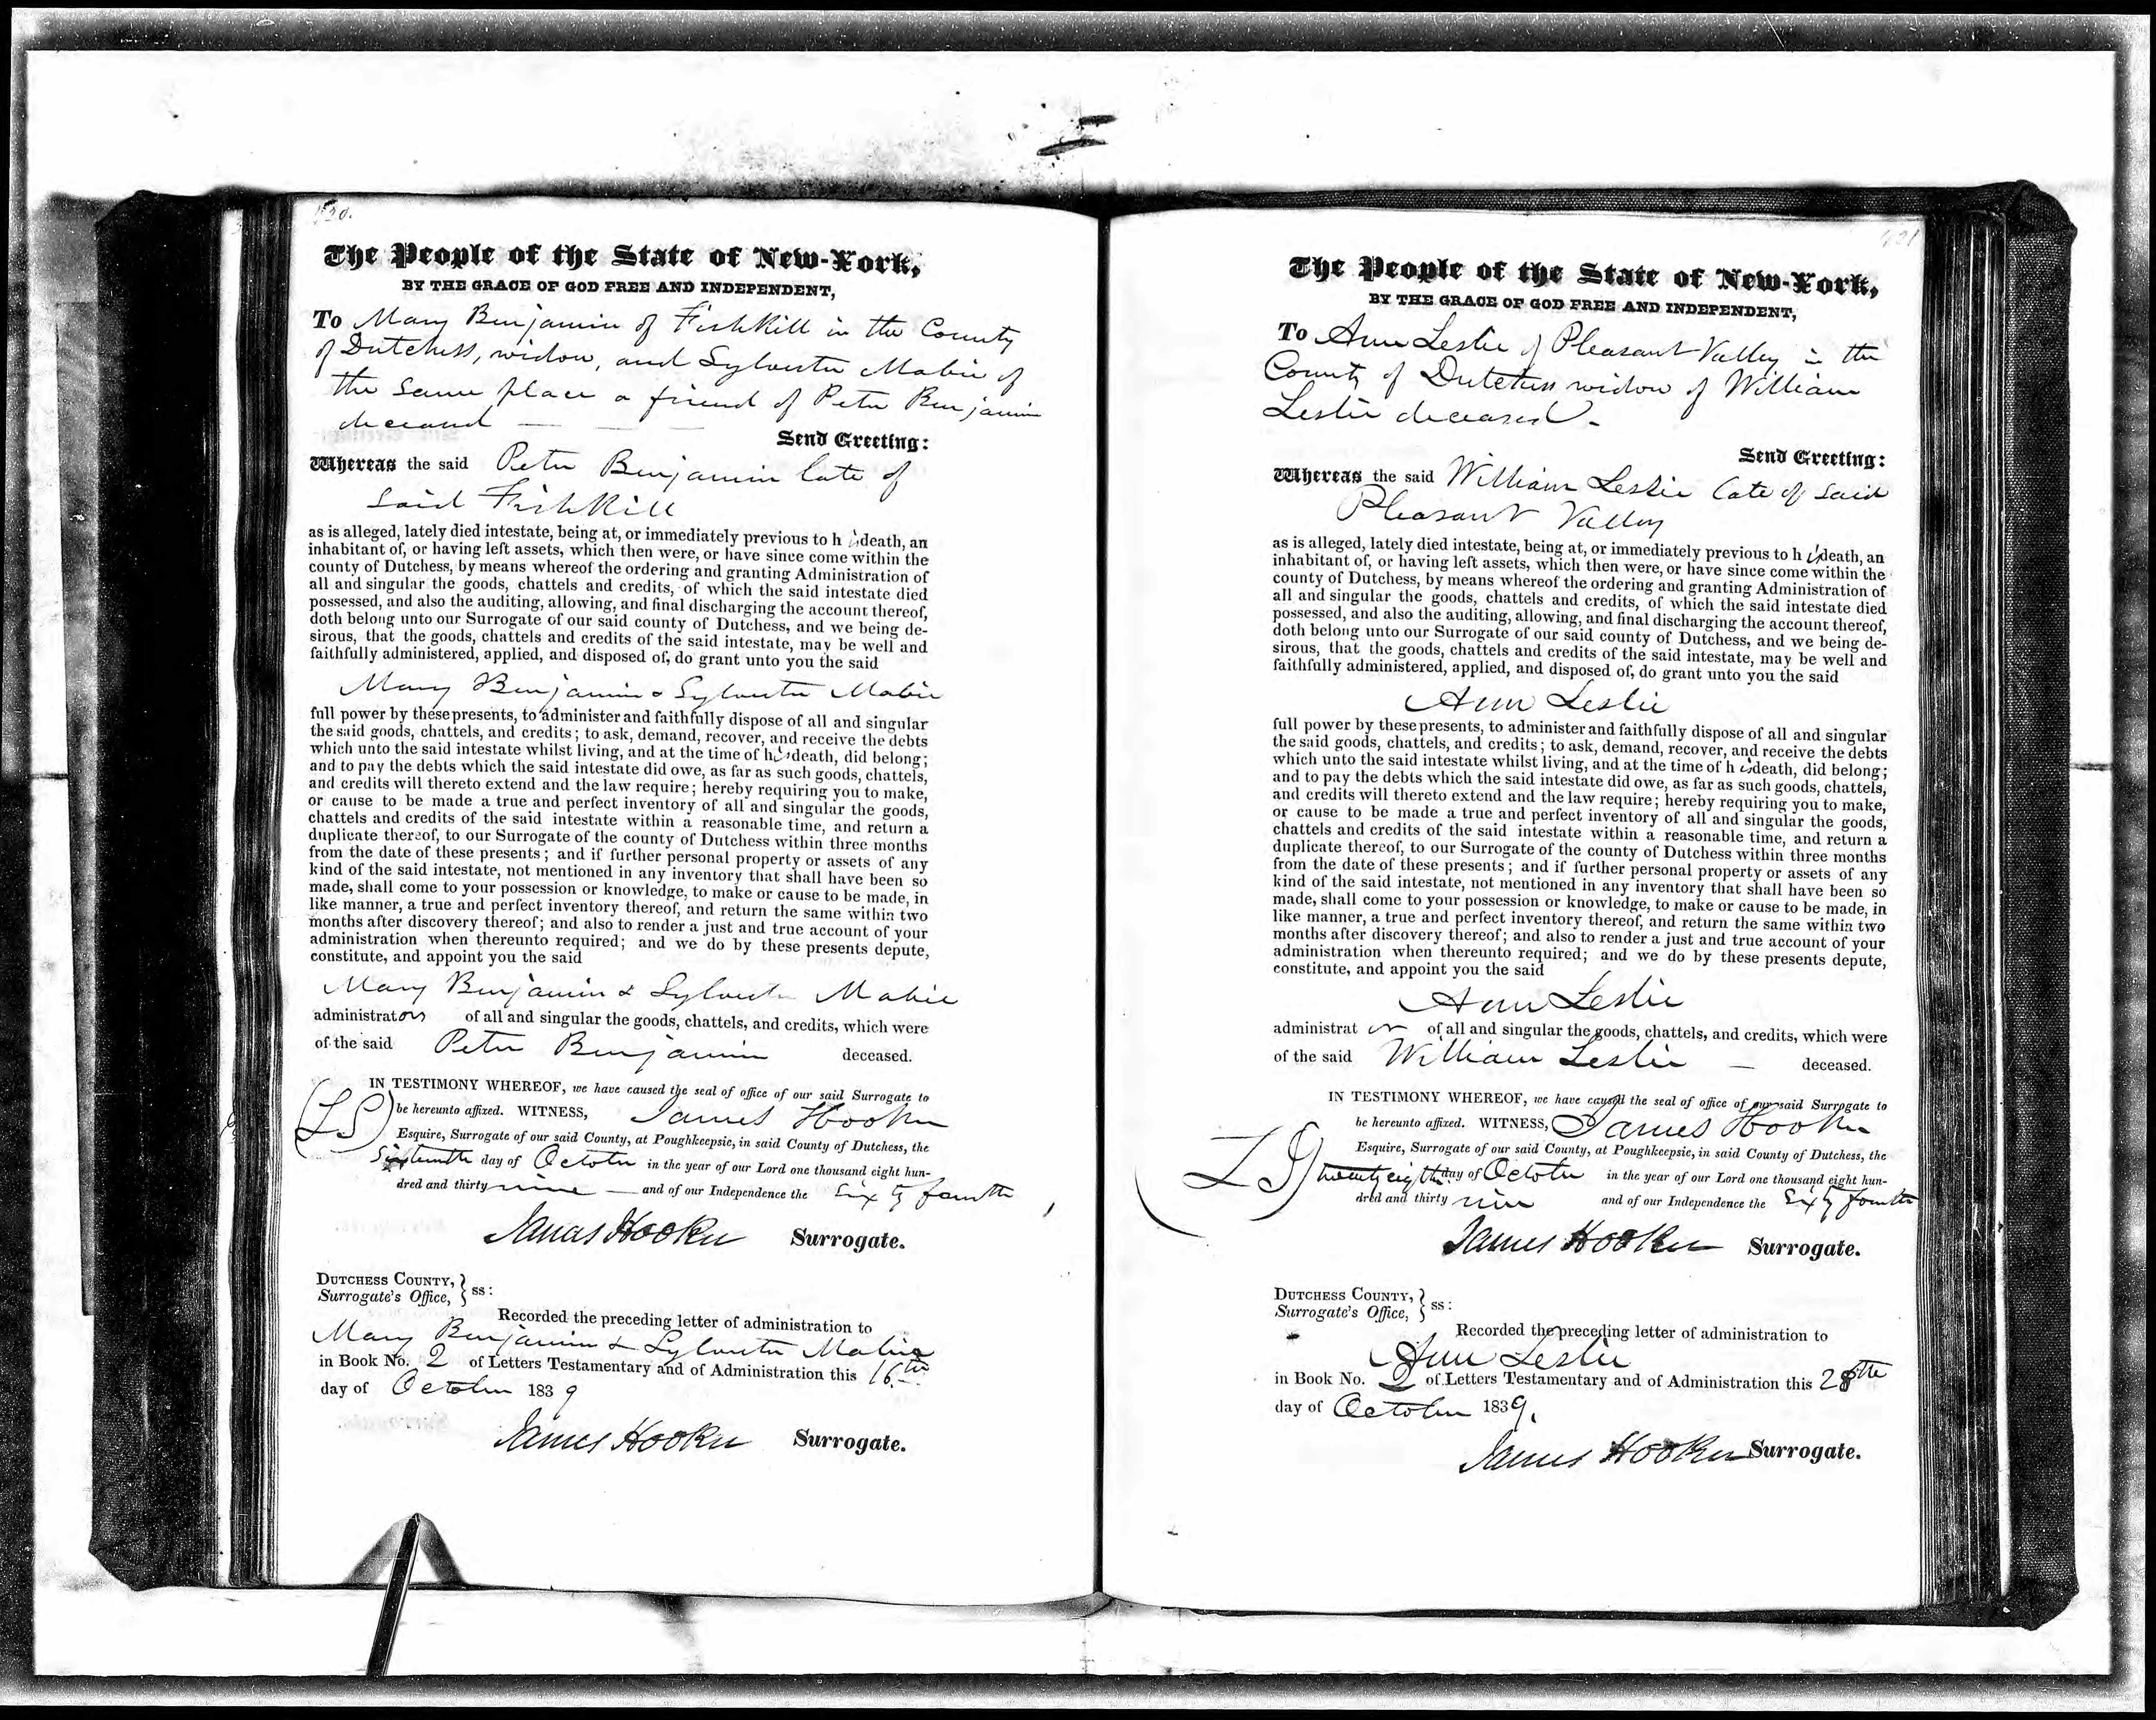 The People of the State of New-York,
BY THE GRACE OF GOD FREE AND INDEPENDENT,
To Mary Benjamin of Fishkill in the County
of Dutchess, widow, and Sylvester Mabie of
the same place a friend of Peter Benjamin
deceased
Send Greeting:
Whereas the said Peter Benjamin late of
said Fishkill
as is alleged, lately died intestate, being at, or immediately previous to his death, an
inhabitant of, or having left assets, which then were, or have since come within the
county of Dutchess, by means whereof the ordering and granting Administration of
all and singular the goods, chattels and credits, of which the said intestate died
possessed, and also the auditing, allowing, and final discharging the account thereof,
doth belong unto our Surrogate of our said county of Dutchess, and we being de-
sirous, that the goods, chattels and credits of the said intestate, may be well and
faithfully administered, applied, and disposed of, do grant unto you the said
Mary Benjamin & Sylvester Mabie
full power by these presents, to administer and faithfully dispose of all and singular
the said goods, chattels, and credits; to ask, demand, recover, and receive the debts
which unto the said intestate whilst living, and at the time of his death, did belong;
and to pay the debts which the said intestate did owe, as far as such goods, chattels,
and credits will thereto extend and the law require; hereby requiring you to make,
or cause to be made a true and perfect inventory of all and singular the goods,
chattels and credits of the said intestate within a reasonable time, and return a
duplicate thereof, to our Surrogate of the county of Dutchess within three months
from the date of these presents; and if further personal property or assets of any
kind of the said intestate, not mentioned in any inventory that shall have been so
made, shall come to your possession or knowledge, to make or cause to be made, in
like manner, a true and perfect inventory thereof, and return the same within two
months after discovery thereof; and also to render a just and true account of your
administration when thereunto required; and we do by these presents depute,
constitute, and appoint you the said
Mary Benjamin & Sylvester Mabie
administrators of all and singular the goods, chattels, and credits, which were
of the said Peter Benjamin deceased.
IN TESTIMONY WHEREOF, we have caused the seal of office of our said Surrogate to
(LS) be hereunto affixed. WITNESS, James Hooker
Esquire, Surrogate of our said County, at Poughkeepsie, in said County of Dutchess, the
Sixteenth day of October in the year of our Lord one thousand eight hun-
dred and thirty nine and of our Independence the Sixty fourth
James Hooker Surrogate.
DUTCHESS COUNTY, } ss:
Surrogate's Office,
Recorded the preceding letter of administration to
Mary Benjamin & Sylvester Mabie
in Book No. 2 of Letters Testamentary and of Administration this 16th
day of October 1839
James Hooker Surrogate.
The People of the State of New-York,
BY THE GRACE OF GOD FREE AND INDEPENDENT,
To Ann Leslie of Pleasant Valley in the
County of Dutchess widow of William
Leslie deceased.
Send Greeting:
Whereas the said William Leslie late of said
Pleasant Valley
as is alleged, lately died intestate, being at, or immediately previous to his death, an
inhabitant of, or having left assets, which then were, or have since come within the
county of Dutchess, by means whereof the ordering and granting Administration of
all and singular the goods, chattels and credits, of which the said intestate died
possessed, and also the auditing, allowing, and final discharging the account thereof,
doth belong unto our Surrogate of our said county of Dutchess, and we being de-
sirous, that the goods, chattels and credits of the said intestate, may be well and
faithfully administered, applied, and disposed of, do grant unto you the said
Ann Leslie
full power by these presents, to administer and faithfully dispose of all and singular
the said goods, chattels, and credits; to ask, demand, recover, and receive the debts
which unto the said intestate whilst living, and at the time of his death, did belong;
and to pay the debts which the said intestate did owe, as far as such goods, chattels,
and credits will thereto extend and the law require; hereby requiring you to make,
or cause to be made a true and perfect inventory of all and singular the goods,
chattels and credits of the said intestate within a reasonable time, and return a
duplicate thereof, to our Surrogate of the county of Dutchess within three months
from the date of these presents; and if further personal property or assets of any
kind of the said intestate, not mentioned in any inventory that shall have been so
made, shall come to your possession or knowledge, to make or cause to be made, in
like manner, a true and perfect inventory thereof, and return the same within two
months after discovery thereof; and also to render a just and true account of your
administration when thereunto required; and we do by these presents depute,
constitute, and appoint you the said
Ann Leslie
administrat or of all and singular the goods, chattels, and credits, which were
of the said William Leslie deceased.
IN TESTIMONY WHEREOF, we have caused the seal of office of our said Surrogate to
be hereunto affixed. WITNESS, James Hooker
Esquire, Surrogate of our said County, at Poughkeepsie, in said County of Dutchess, the
(LS) twenty eighth day of October in the year of our Lord one thousand eight hun-
dred and thirty nine and of our Independence the Sixty fourth
James Hooker Surrogate.
DUTCHESS COUNTY, } ss:
Surrogate's Office,
Recorded the preceding letter of administration to
Ann Leslie
in Book No. 2 of Letters Testamentary and of Administration this 28th
day of October 1839.
James Hooker Surrogate.